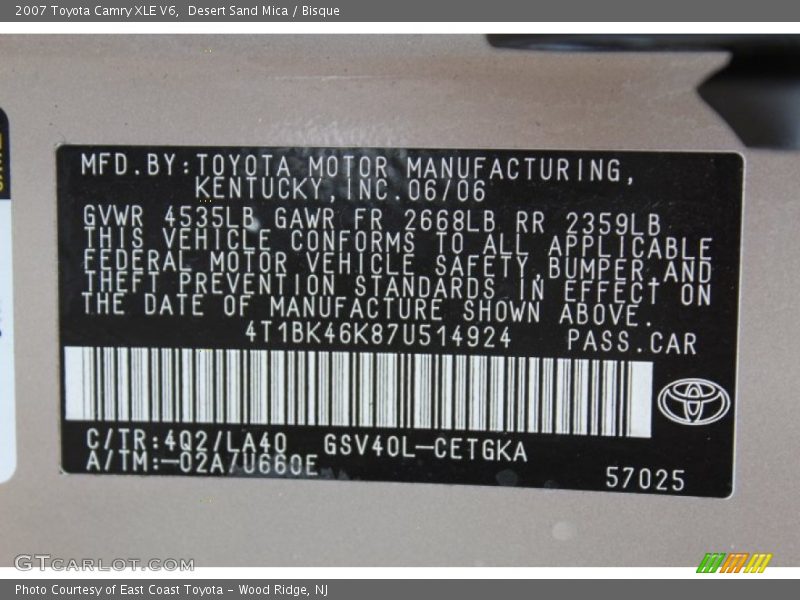 2007 Toyota Camry XLE V6,  Desert Sand Mica / Bisque
MFD.BY:TOYOTA MOTOR MANUFACTURING,
KENTUCKY,INC.06/06
GVWR 4535LB GAWR FR 2668LB RR 2359LB
THIS VEHICLE CONFORMS TO ALL APPLICABLE
FEDERAL MOTOR VEHICLE SAFETY,BUMPER,AND
THEFT PREVENTION STANDARDS IN EFFECT ON
THE DATE OF MANUFACTURE SHOWN ABOVE.
4T1BK46K87U514924 PASS.CAR
C/TR:4Q2/LA40 GSV40L-CETGKA
A/TM:-02A/U660E
57025
GTCARLOT.COM
Photo Courtesy of East Coast Toyota - Wood Ridge, NJ